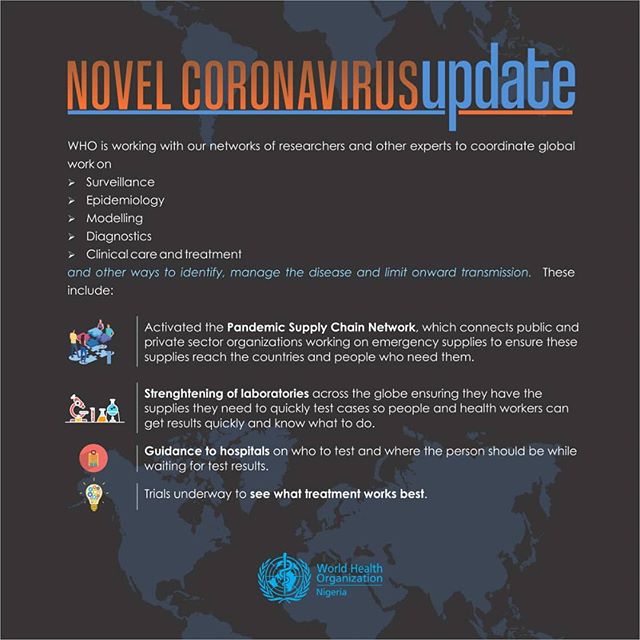 NOVEL CORONAVIRUS update
WHO is working with our networks of researchers and other experts to coordinate global
work on
➢ Surveillance
➢ Epidemiology
➢ Modelling
➢ Diagnostics
➢ Clinical care and treatment
and other ways to identify, manage the disease and limit onward transmission. These
include:
Activated the Pandemic Supply Chain Network, which connects public and
private sector organizations working on emergency supplies to ensure these
supplies reach the countries and people who need them.
Strenghtening of laboratories across the globe ensuring they have the
supplies they need to quickly test cases so people and health workers can
get results quickly and know what to do.
Guidance to hospitals on who to test and where the person should be while
waiting for test results.
Trials underway to see what treatment works best.
World Health
Organization
Nigeria